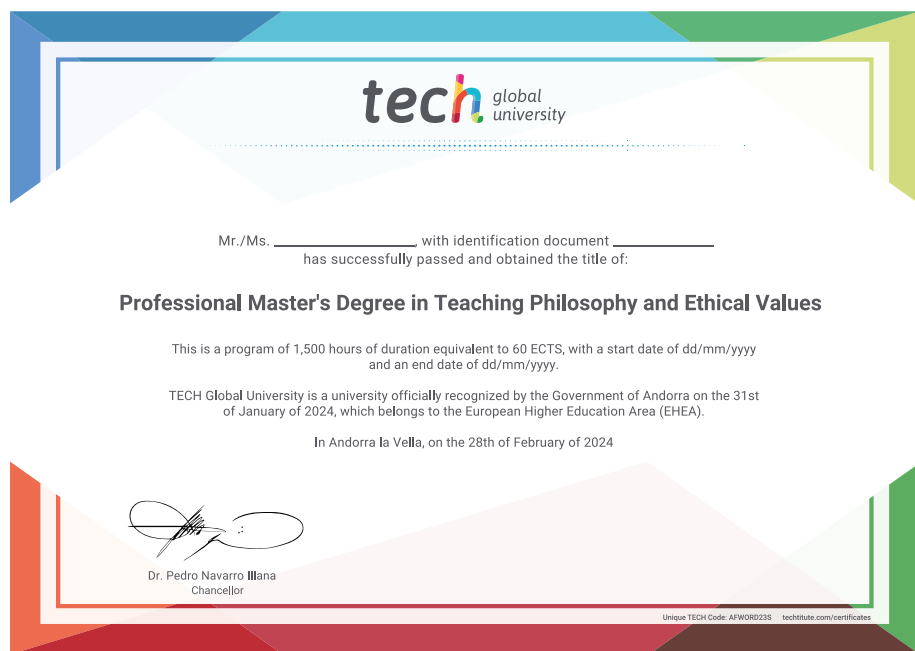 tech global
university
Mr./Ms. ____________, with identification document ____________
has successfully passed and obtained the title of:
Professional Master's Degree in Teaching Philosophy and Ethical Values
This is a program of 1,500 hours of duration equivalent to 60 ECTS, with a start date of dd/mm/yyyy
and an end date of dd/mm/yyyy.
TECH Global University is a university officially recognized by the Government of Andorra on the 31st
of January of 2024, which belongs to the European Higher Education Area (EHEA).
In Andorra la Vella, on the 28th of February of 2024
Dr. Pedro Navarro Illana
Chancellor
Unique TECH Code: AFWORD23S techtitute.com/certificates